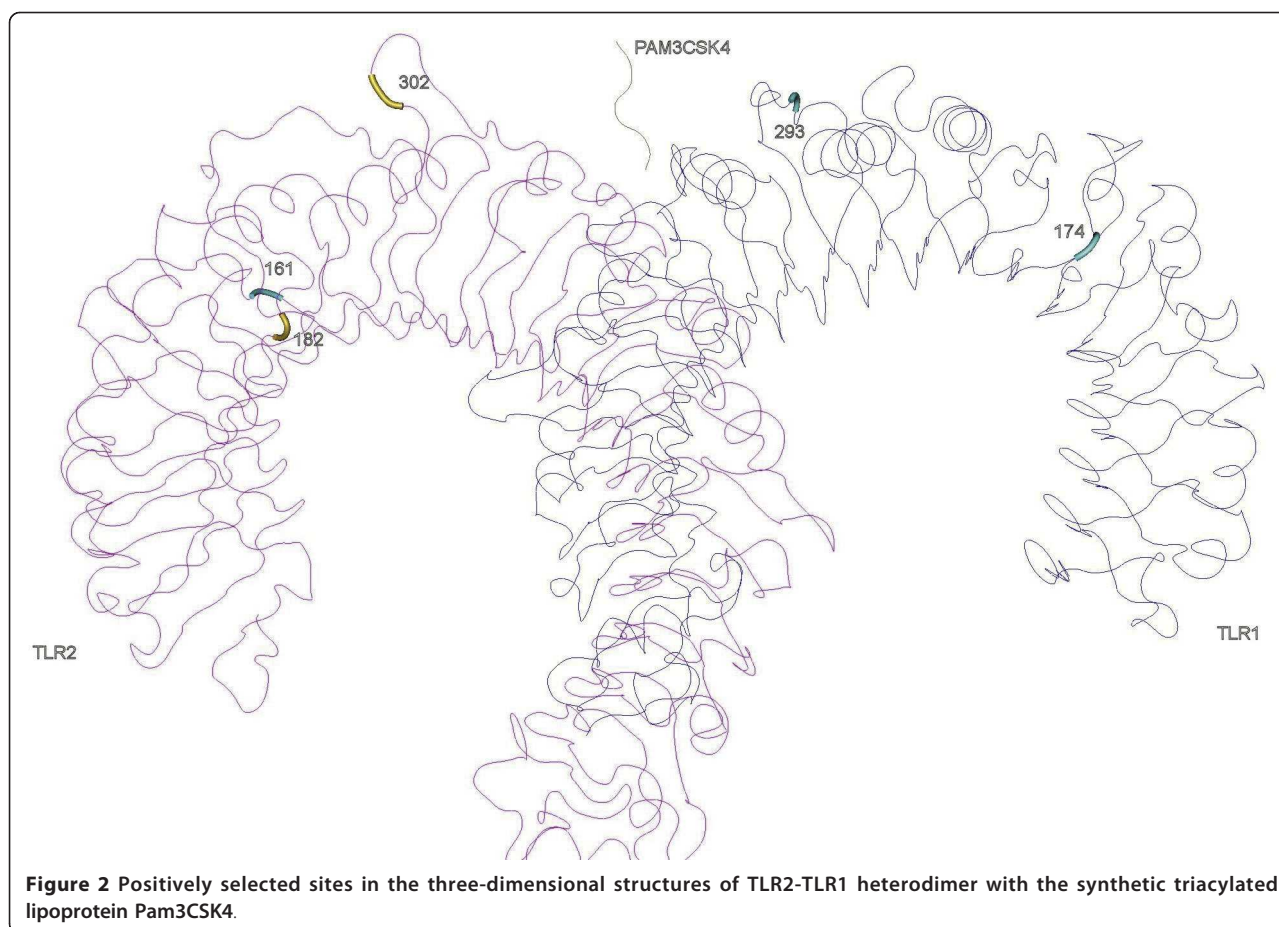 PAM3CSK4
302
293
174
161
182
TLR2
TLR1
Figure 2 Positively selected sites in the three-dimensional structures of TLR2-TLR1 heterodimer with the synthetic triacylated
lipoprotein Pam3CSK4.